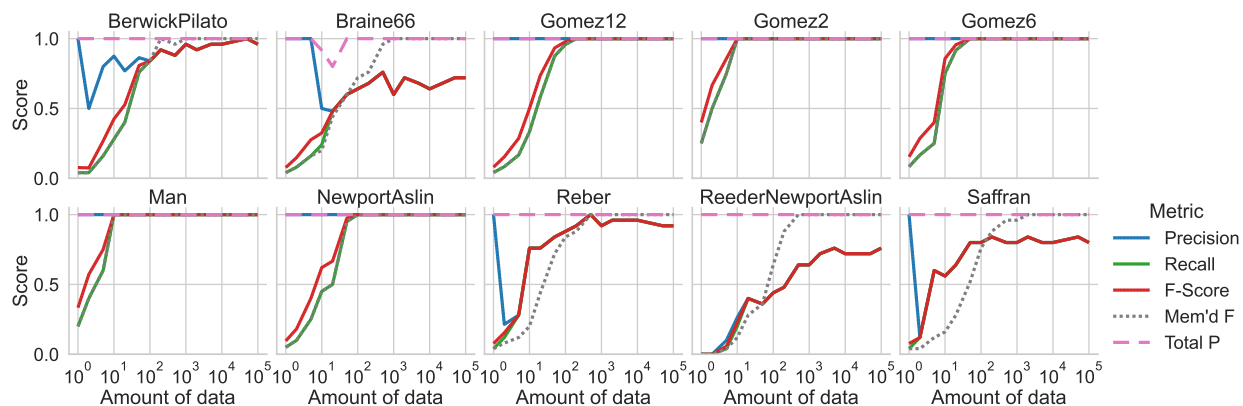 BerwickPilato Braine66 Gomez12 Gomez2 Gomez6
1.0
Score
0.5
0.0
Man NewportAslin Reber ReederNewportAslin Saffran
1.0
Score
0.5
0.0
10⁰ 10¹ 10² 10³ 10⁴ 10⁵ 10⁰ 10¹ 10² 10³ 10⁴ 10⁵ 10⁰ 10¹ 10² 10³ 10⁴ 10⁵ 10⁰ 10¹ 10² 10³ 10⁴ 10⁵ 10⁰ 10¹ 10² 10³ 10⁴ 10⁵
Amount of data Amount of data Amount of data Amount of data Amount of data
Metric
Precision
Recall
F-Score
Mem'd F
Total P